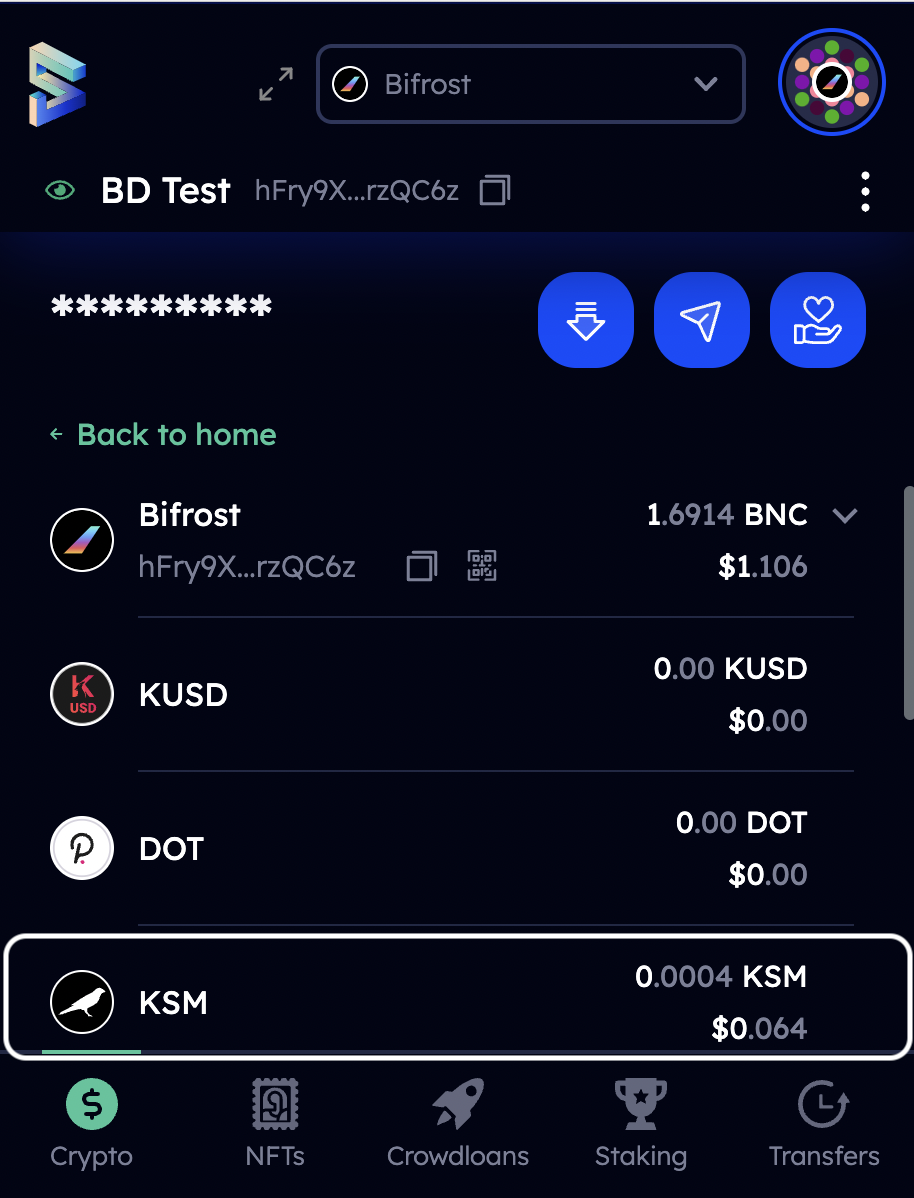 Bifrost
BD Test hFry9X...rzQC6z
*********
← Back to home
Bifrost 1.6914 BNC
hFry9X...rzQC6z $1.106
KUSD 0.00 KUSD
K USD $0.00
DOT 0.00 DOT
$0.00
KSM 0.0004 KSM
$0.064
Crypto NFTs Crowdloans Staking Transfers